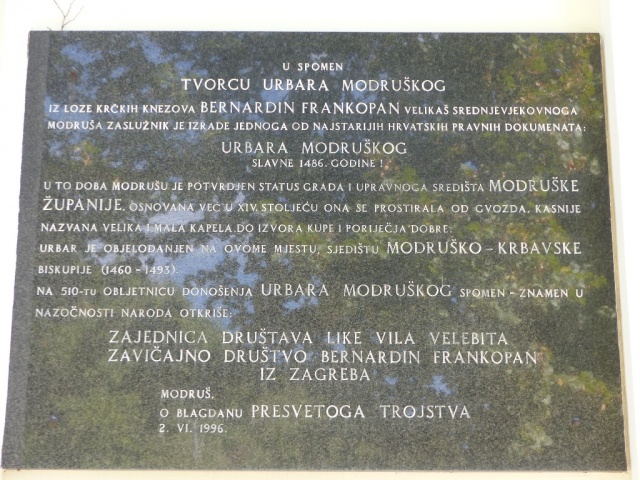 U SPOMEN
TVORCU URBARA MODRUŠKOG
IZ LOZE KRČKIH KNEZOVA BERNARDIN FRANKOPAN VELIKAŠ SREDNJEVJEKOVNOGA
MODRUŠA ZASLUŽNIK JE IZRADE JEDNOGA OD NAJSTARIJIH HRVATSKIH PRAVNIH DOKUMENATA:
URBARA MODRUŠKOG
SLAVNE 1486. GODINE!
U TO DOBA MODRUŠU JE POTVRDJEN STATUS GRADA I UPRAVNOGA SREDIŠTA MODRUŠKE
ŽUPANIJE. OSNOVANA VEĆ U XIV. STOLJEĆU ONA SE PROSTIRALA OD GVOZDA, KASNIJE
NAZVANA VELIKA I MALA KAPELA, DO IZVORA KUPE I PORIJEČJA DOBRE:
URBAR JE OBJELODANJEN NA OVOME MJESTU, SJEDIŠTU MODRUŠKO – KRBAVSKE
BISKUPIJE (1460 – 1493).
NA 510-TU OBLJETNICU DONOŠENJA URBARA MODRUŠKOG SPOMEN – ZNAMEN U
NAZOČNOSTI NARODA OTKRIŠE:
ZAJEDNICA DRUŠTAVA LIKE VILA VELEBITA
ZAVIČAJNO DRUŠTVO BERNARDIN FRANKOPAN
IZ ZAGREBA
MODRUŠ,
O BLAGDANU PRESVETOGA TROJSTVA
2. VI. 1996.